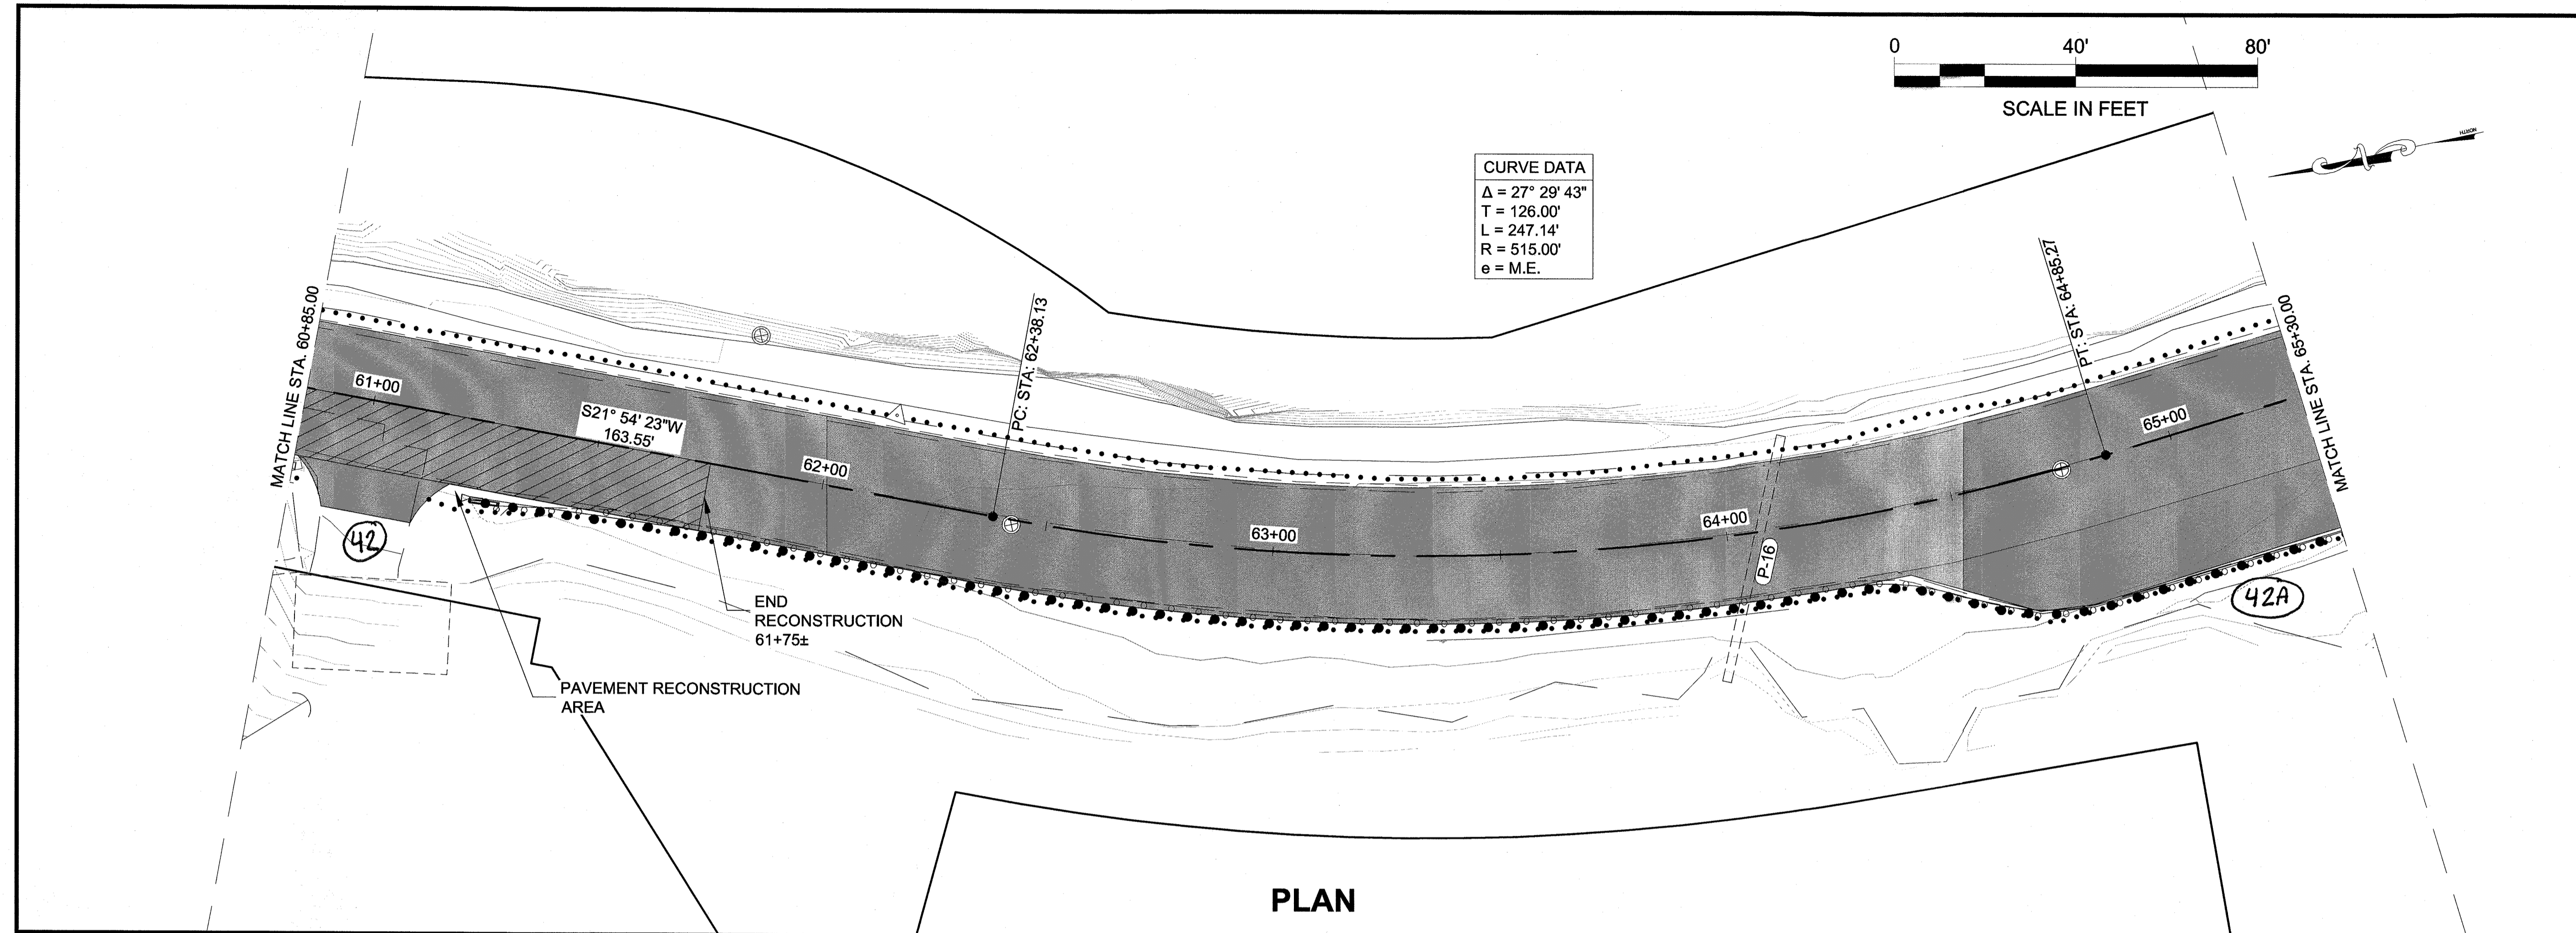 0 40' 80'
SCALE IN FEET
NORTH
CURVE DATA
Δ = 27° 29' 43"
T = 126.00'
L = 247.14'
R = 515.00'
e = M.E.
MATCH LINE STA. 60+85.00
61+00
S21° 54' 23"W
163.55'
62+00
PC: STA: 62+38.13
63+00
64+00
P-16
PT: STA: 64+85.27
65+00
MATCH LINE STA. 65+30.00
42
42A
END
RECONSTRUCTION
61+75±
PAVEMENT RECONSTRUCTION
AREA
PLAN